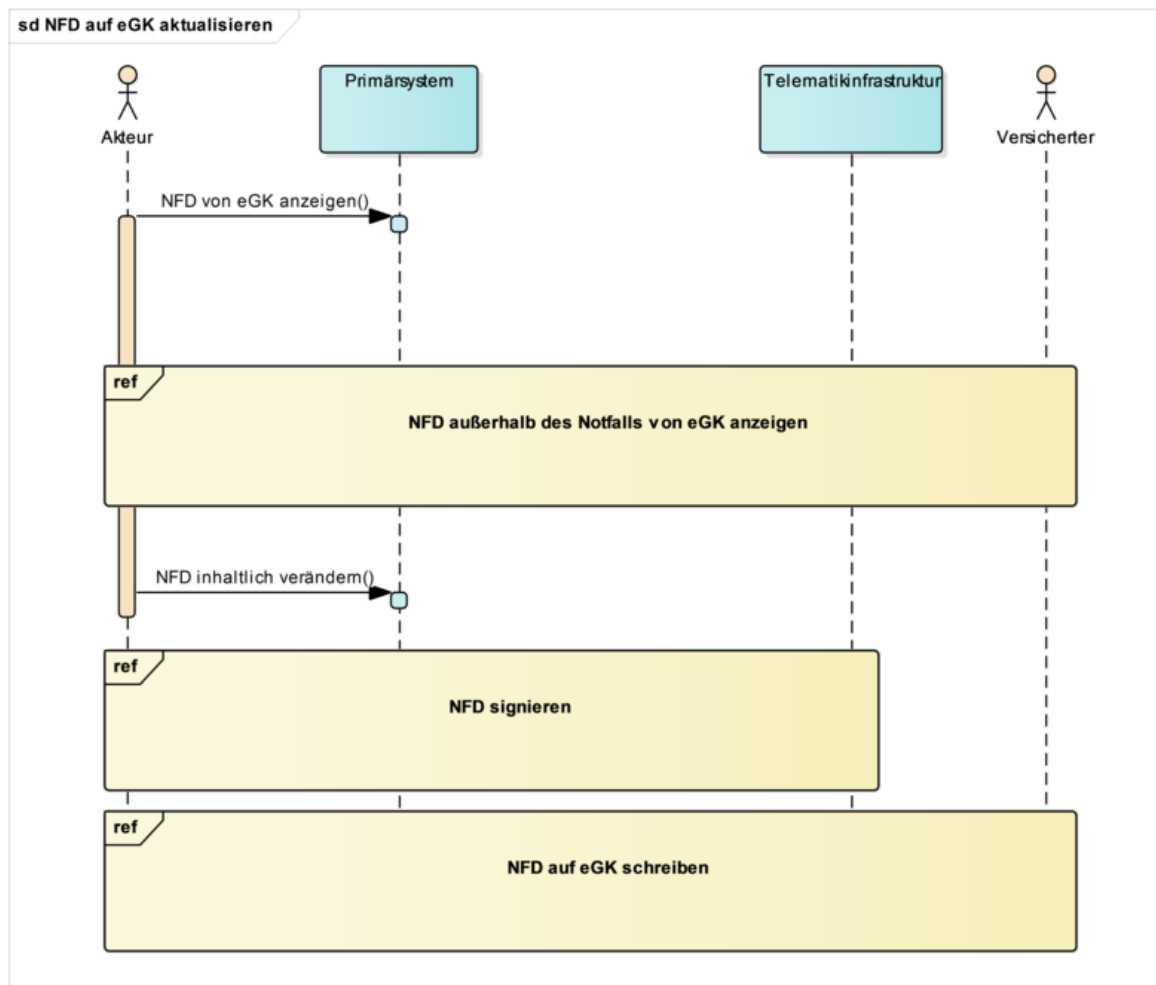 sd NFD auf eGK aktualisieren
Akteur
Primärsystem
Telematikinfrastruktur
Versicherter
NFD von eGK anzeigen()
ref
NFD außerhalb des Notfalls von eGK anzeigen
NFD inhaltlich verändern()
ref
NFD signieren
ref
NFD auf eGK schreiben